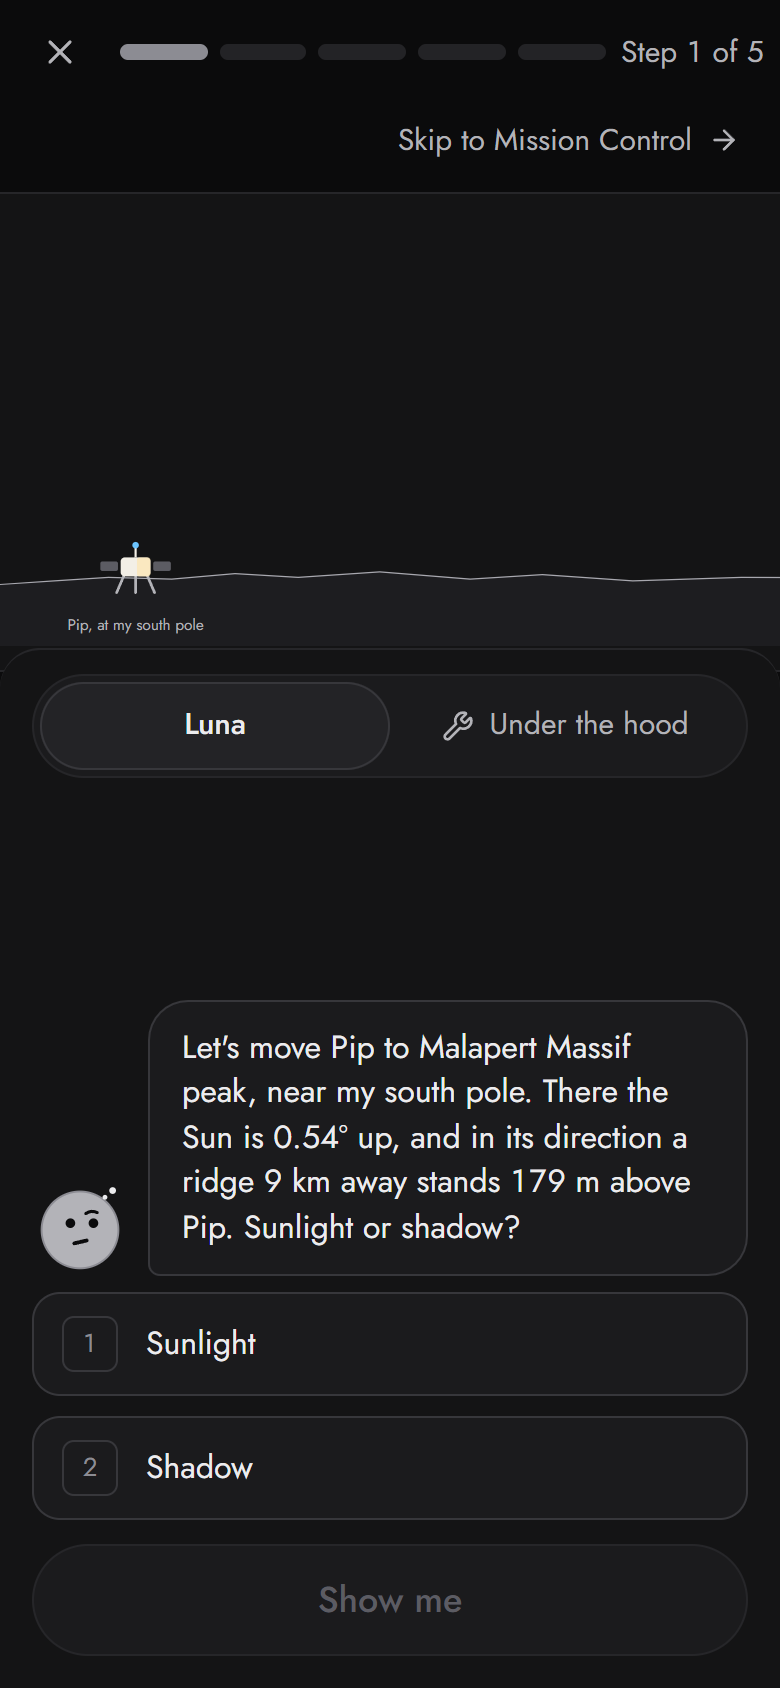 Step 1 of 5
Skip to Mission Control
Pip, at my south pole
Luna
Under the hood
Let's move Pip to Malapert Massif
peak, near my south pole. There the
Sun is 0.54° up, and in its direction a
ridge 9 km away stands 179 m above
Pip. Sunlight or shadow?
1 Sunlight
2 Shadow
Show me